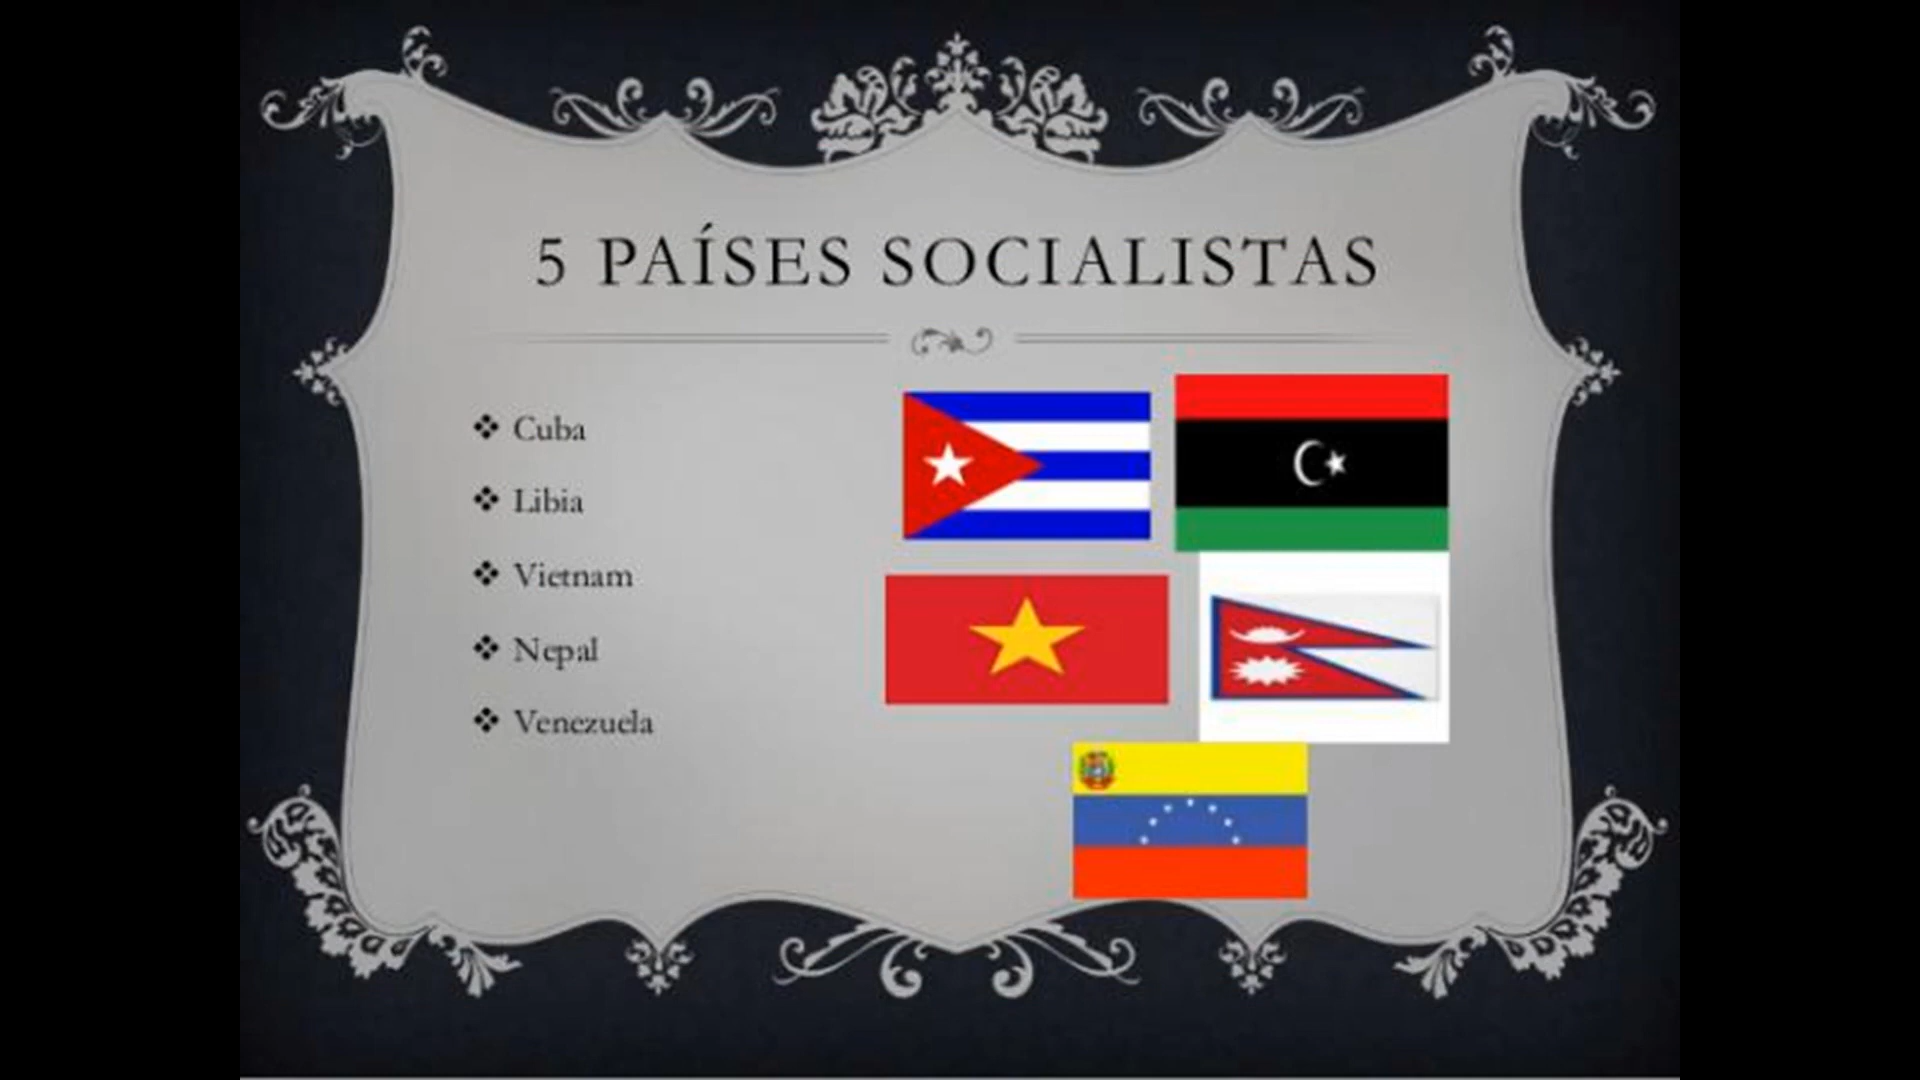 5 PAÍSES SOCIALISTAS
Cuba
Libia
Vietnam
Nepal
Venezuela